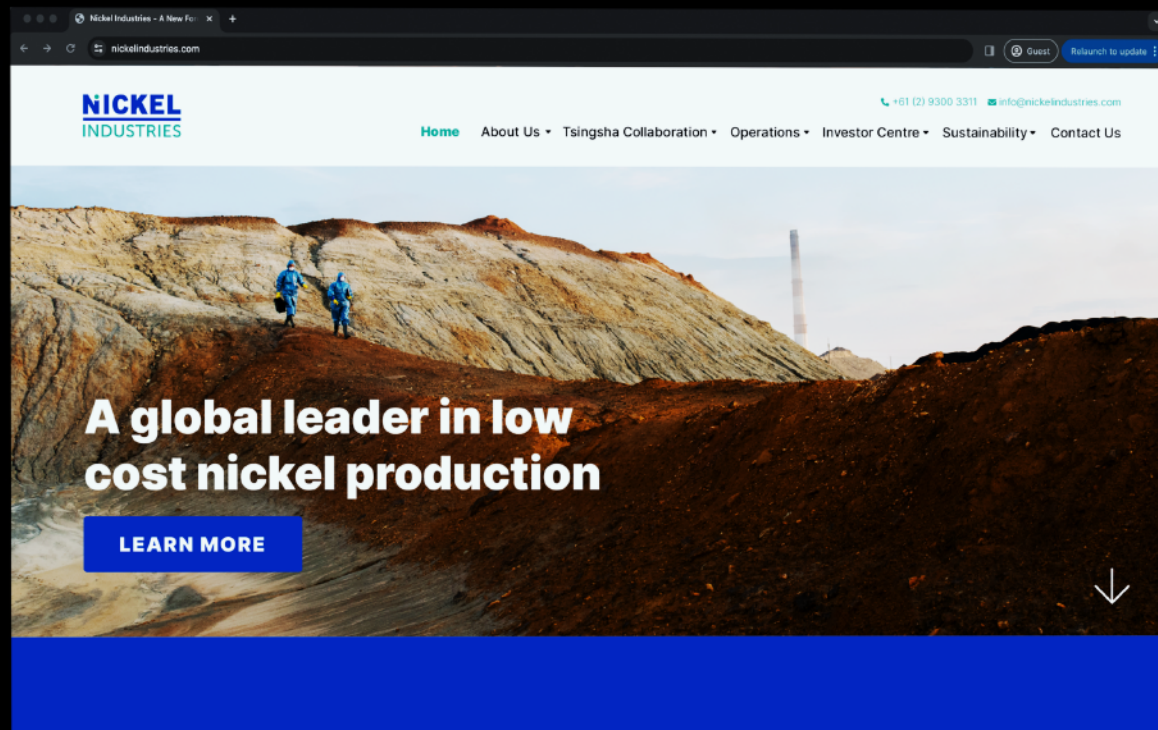 Nickel Industries - A New For
nickelindustries.com
Guest
Relaunch to update
NICKEL
INDUSTRIES
+61 (2) 9300 3311
info@nickelindustries.com
Home
About Us
Tsingsha Collaboration
Operations
Investor Centre
Sustainability
Contact Us
A global leader in low
cost nickel production
LEARN MORE